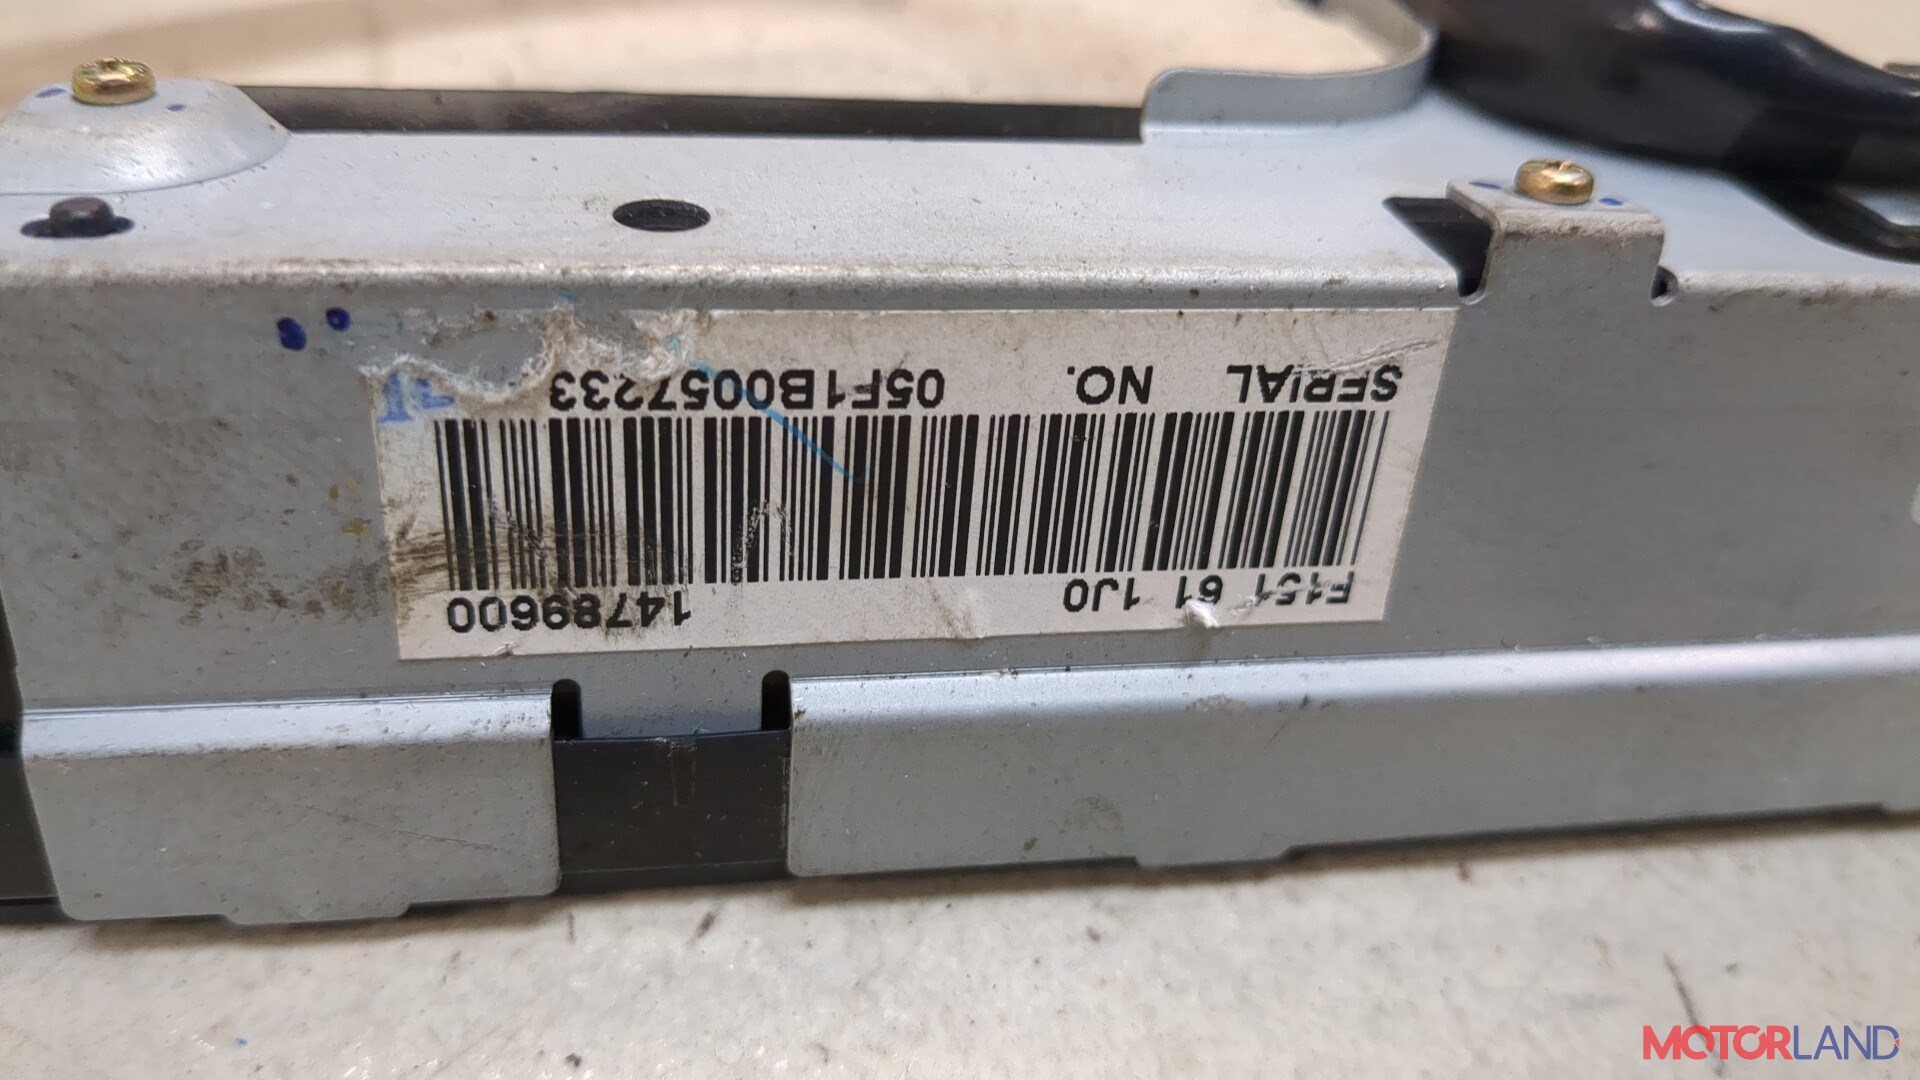 F151 61 1J0 14789600
SERIAL NO. 05F1B0057233
MOTORLAND